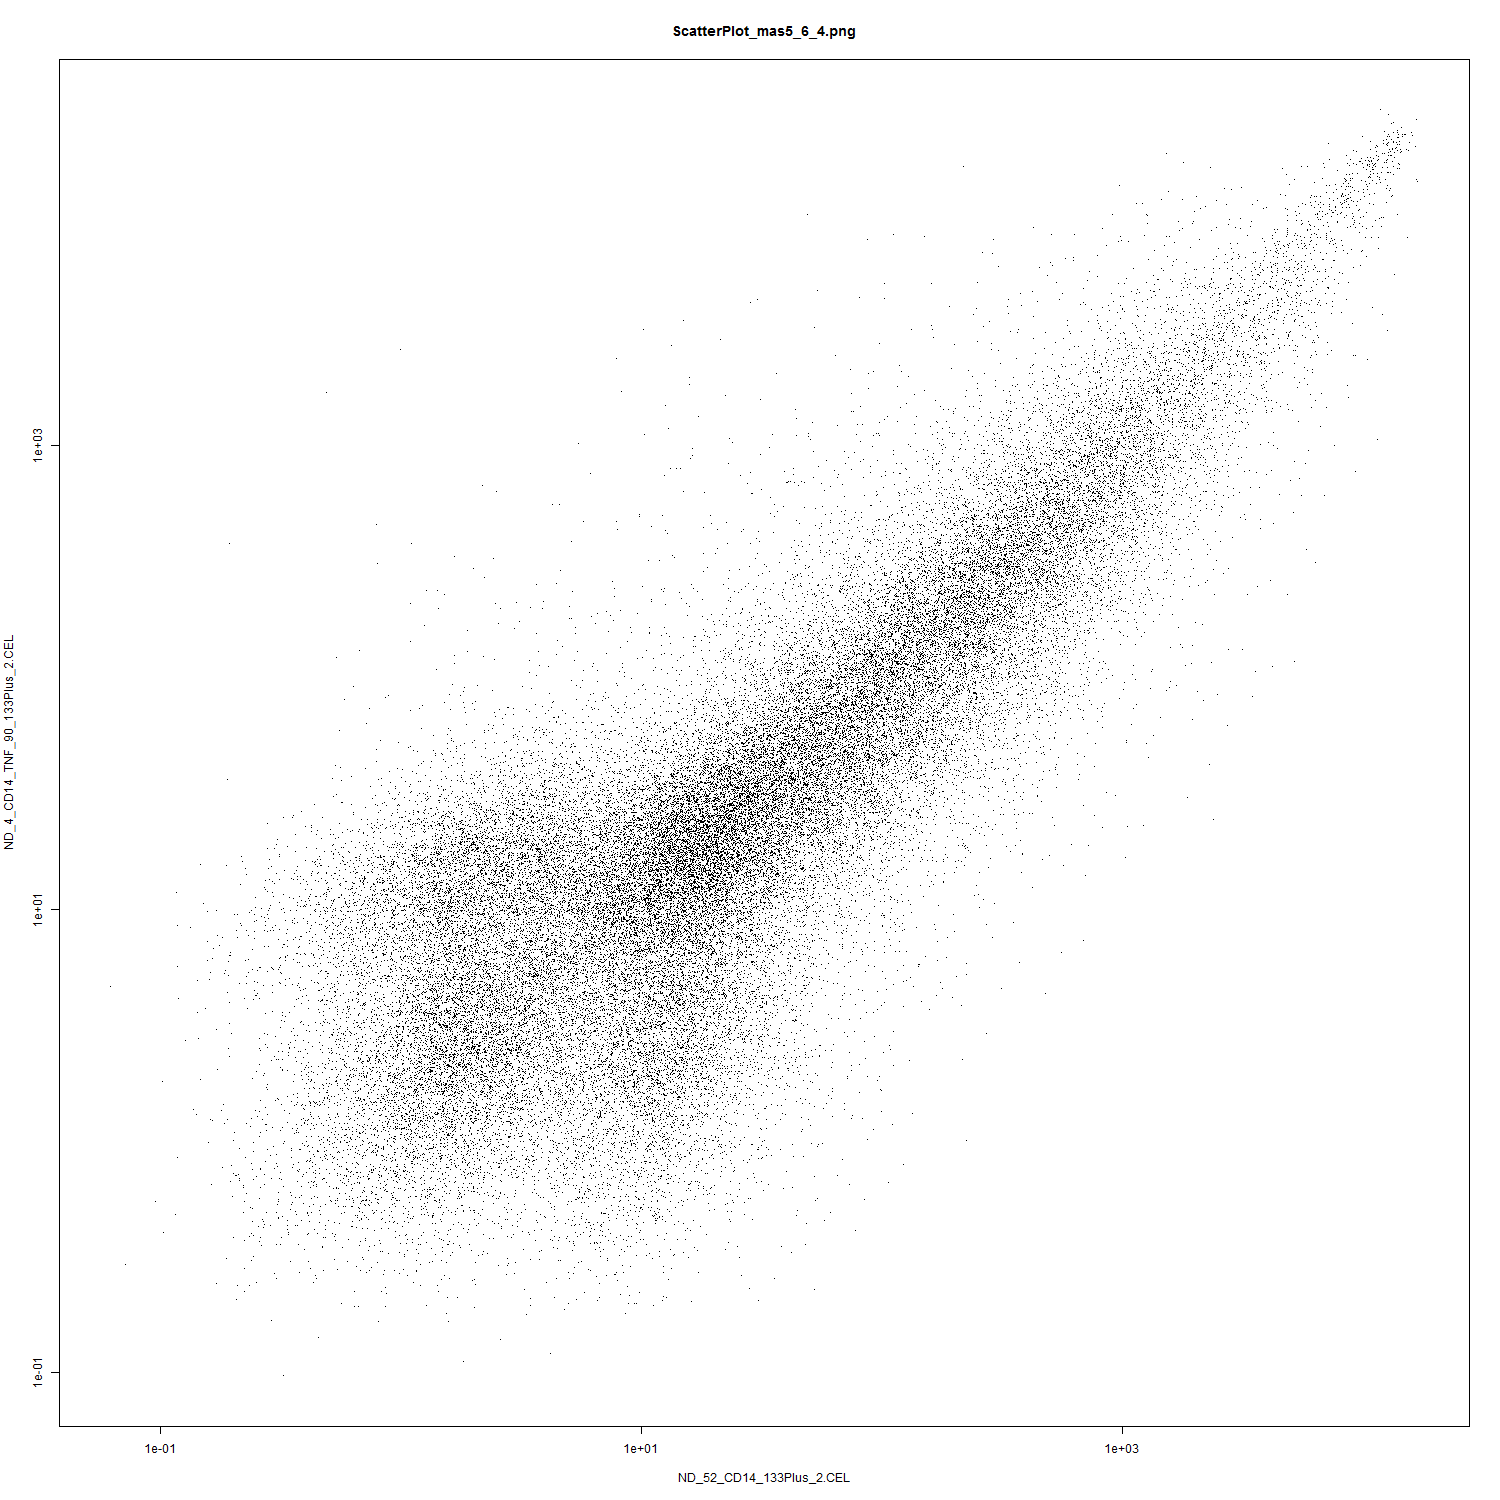 ScatterPlot_mas5_6_4.png
ND_4_CD14_TNF_90_133Plus_2.CEL
1e+03
1e+01
1e-01
1e-01
1e+01
1e+03
ND_52_CD14_133Plus_2.CEL